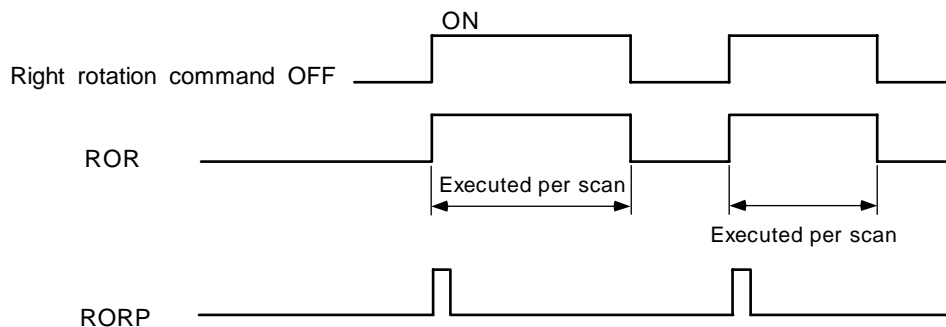 ON
Right rotation command OFF
ROR
Executed per scan
Executed per scan
RORP